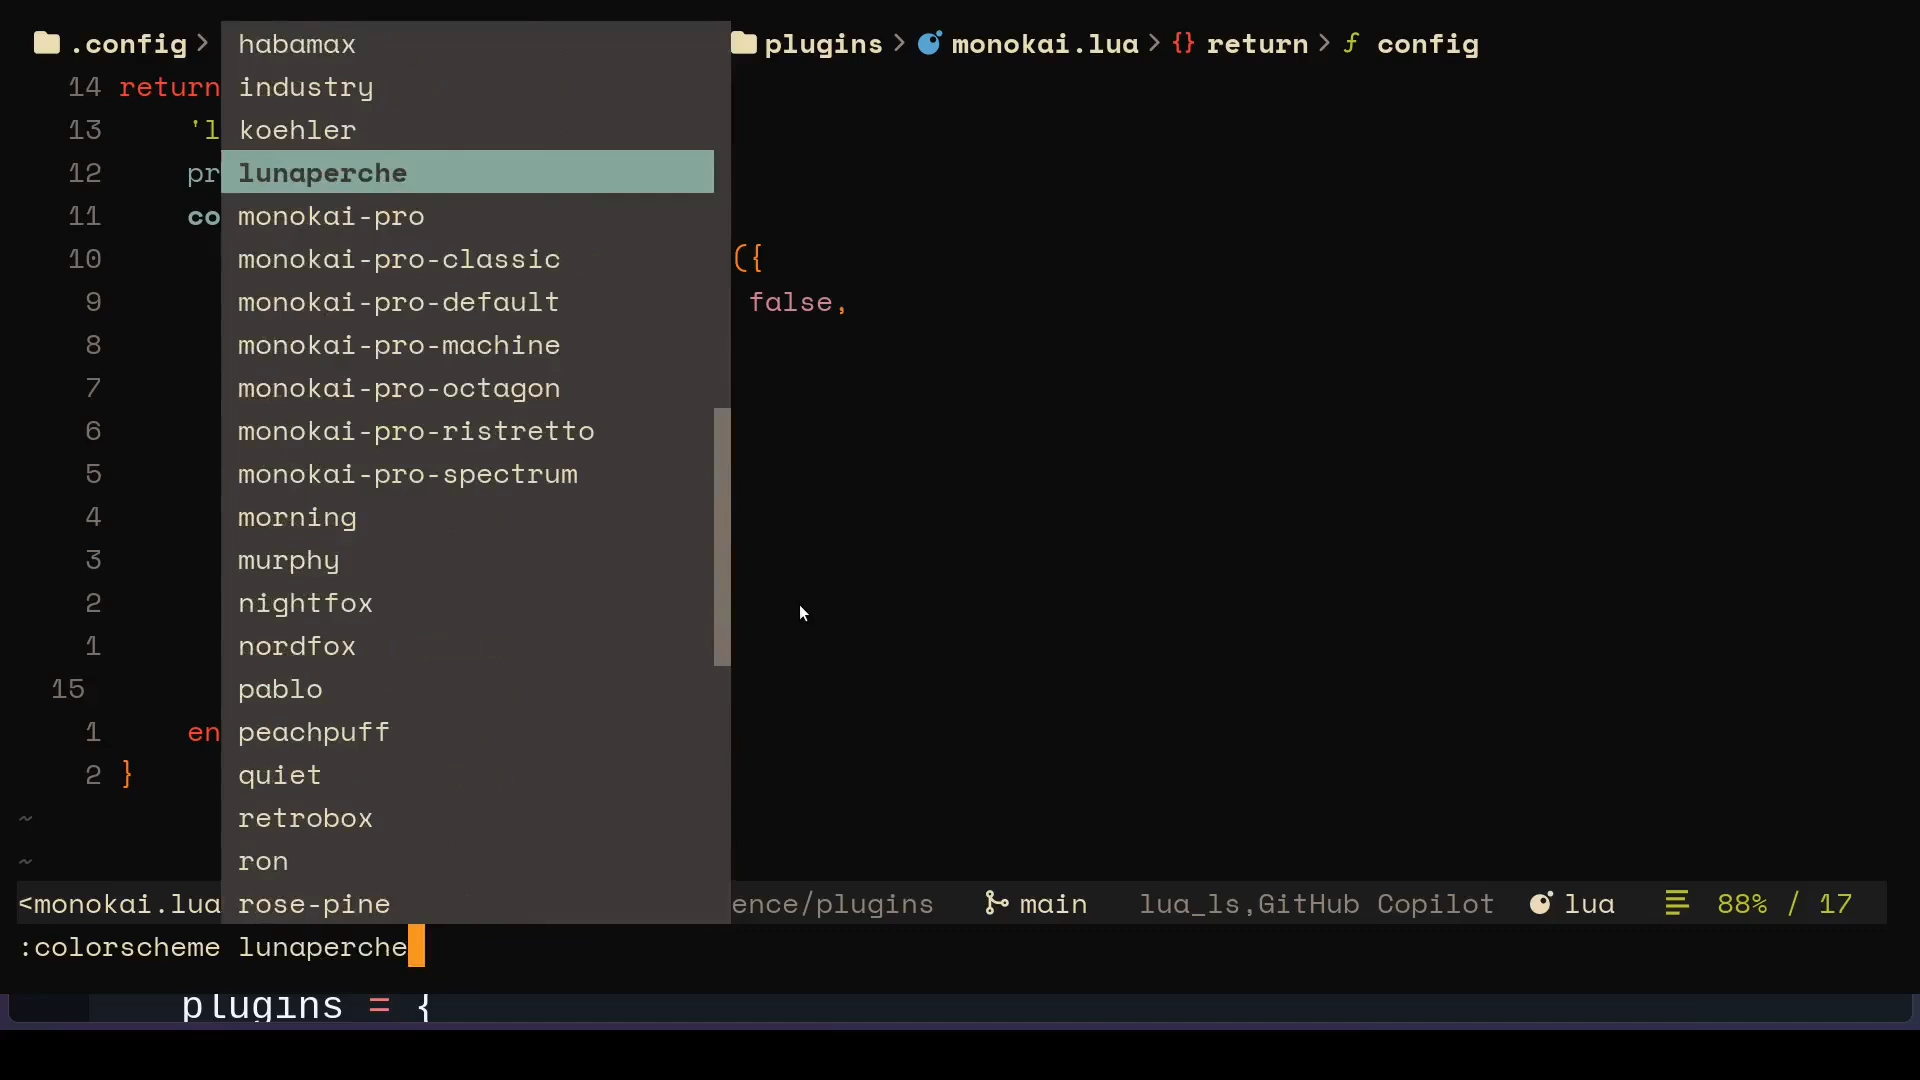 .config > habamax plugins > monokai.lua > {} return > f config
14 return industry
13 'l koehler
12 pr lunaperche
11 co monokai-pro
10 monokai-pro-classic ({
9 monokai-pro-default false,
8 monokai-pro-machine
7 monokai-pro-octagon
6 monokai-pro-ristretto
5 monokai-pro-spectrum
4 morning
3 murphy
2 nightfox
1 nordfox
15 pablo
1 en peachpuff
2 } quiet
~ retrobox
~ ron
<monokai.lua rose-pine ence/plugins main lua_ls,GitHub Copilot lua 88% / 17
:colorscheme lunaperche
plugins = {